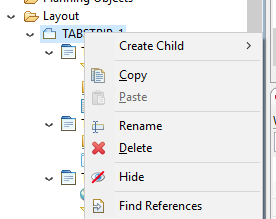 Planning Objects
Layout
TABSTRIP_1
Create Child
Copy
Paste
Rename
Delete
Hide
Find References